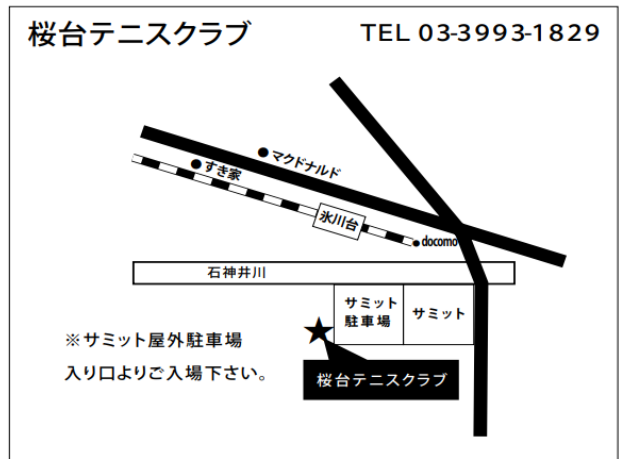 桜台テニスクラブ
TEL 03-3993-1829
マクドナルド
すき家
氷川台
docomo
石神井川
サミット
駐車場
サミット
※サミット屋外駐車場
入り口よりご入場下さい。
桜台テニスクラブ